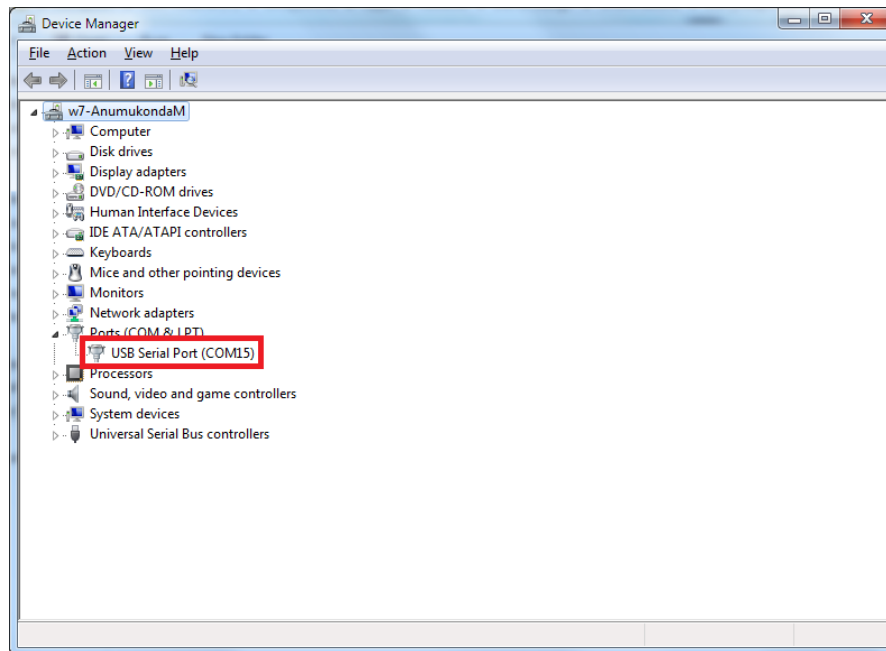 Device Manager
File Action View Help
w7-AnumukondaM
Computer
Disk drives
Display adapters
DVD/CD-ROM drives
Human Interface Devices
IDE ATA/ATAPI controllers
Keyboards
Mice and other pointing devices
Monitors
Network adapters
Ports (COM & LPT)
USB Serial Port (COM15)
Processors
Sound, video and game controllers
System devices
Universal Serial Bus controllers